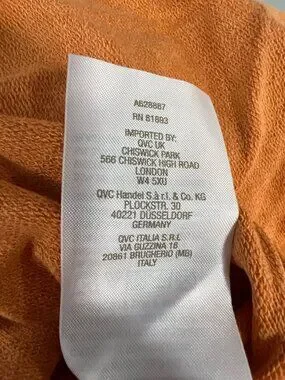 A628887
RN 81893
IMPORTED BY:
QVC UK
CHISWICK PARK
566 CHISWICK HIGH ROAD
LONDON
W4 5XU
QVC Handel S.à r.l. & Co. KG
PLOCKSTR. 30
40221 DÜSSELDORF
GERMANY
QVC ITALIA S.R.L
VIA GUZZINA 18
20861 BRUGHERIO (MB)
ITALY